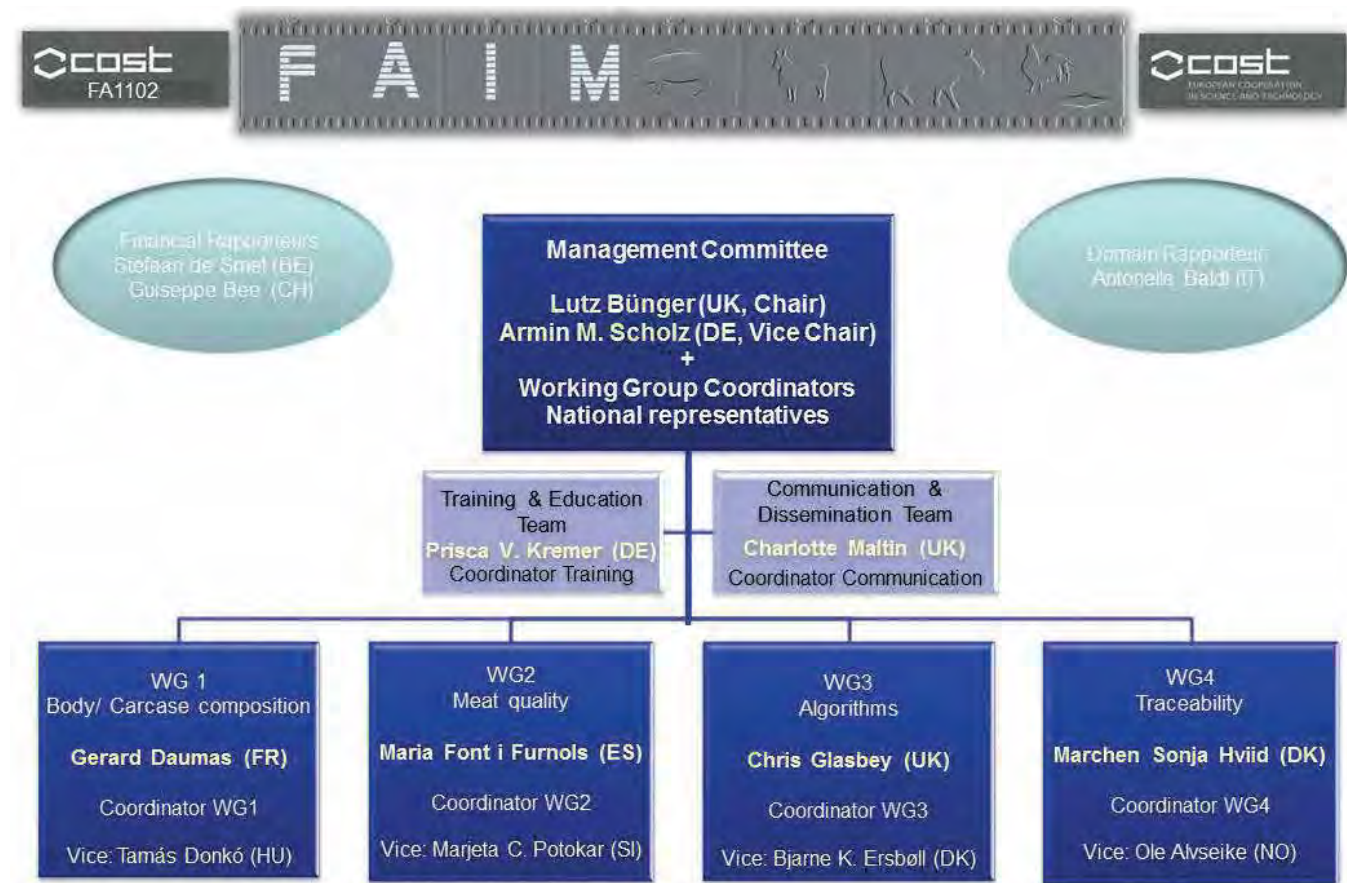 cost
FA1102
F A I M
cost
EUROPEAN COOPERATION
IN SCIENCE AND TECHNOLOGY
Financial Rapporteurs
Stefaan de Smet (BE)
Guiseppe Bee (CH)
Management Committee
Lutz Bünger (UK, Chair)
Armin M. Scholz (DE, Vice Chair)
+
Working Group Coordinators
National representatives
Domain Rapporteur
Antonella Baldi (IT)
Training & Education
Team
Prisca V. Kremer (DE)
Coordinator Training
Communication &
Dissemination Team
Charlotte Maltin (UK)
Coordinator Communication
WG 1
Body/ Carcase composition
Gerard Daumas (FR)
Coordinator WG1
Vice: Tamás Donkó (HU)
WG2
Meat quality
Maria Font i Furnols (ES)
Coordinator WG2
Vice: Marjeta C. Potokar (SI)
WG3
Algorithms
Chris Glasbey (UK)
Coordinator WG3
Vice: Bjarne K. Ersbøll (DK)
WG4
Traceability
Marchen Sonja Hviid (DK)
Coordinator WG4
Vice: Ole Alvseike (NO)